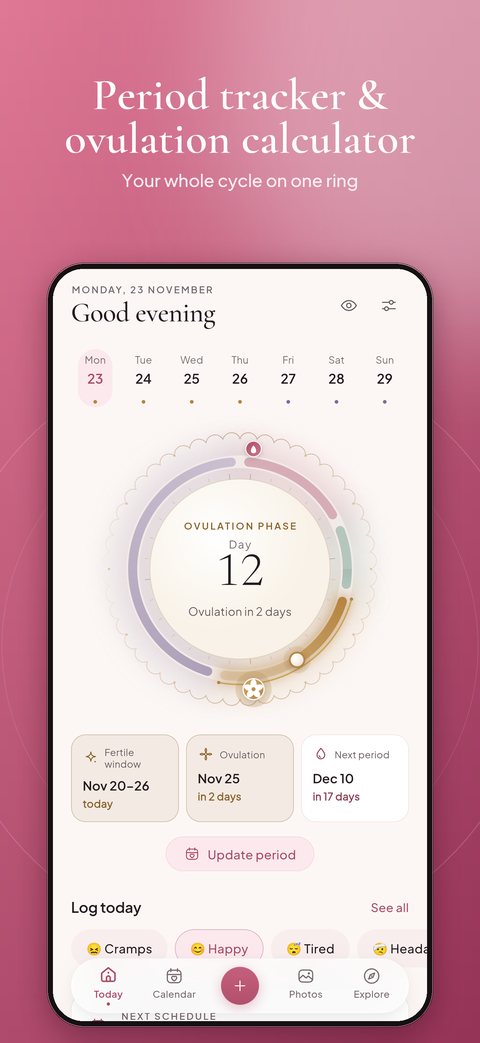 Period tracker &
ovulation calculator
Your whole cycle on one ring
MONDAY, 23 NOVEMBER
Good evening
Mon Tue Wed Thu Fri Sat Sun
23 24 25 26 27 28 29
OVULATION PHASE
Day
12
Ovulation in 2 days
Fertile
window
Nov 20–26
today
Ovulation
Nov 25
in 2 days
Next period
Dec 10
in 17 days
Update period
Log today
See all
😖 Cramps 😊 Happy 😴 Tired 🤕 Heada
Today Calendar + Photos Explore
NEXT SCHEDULE